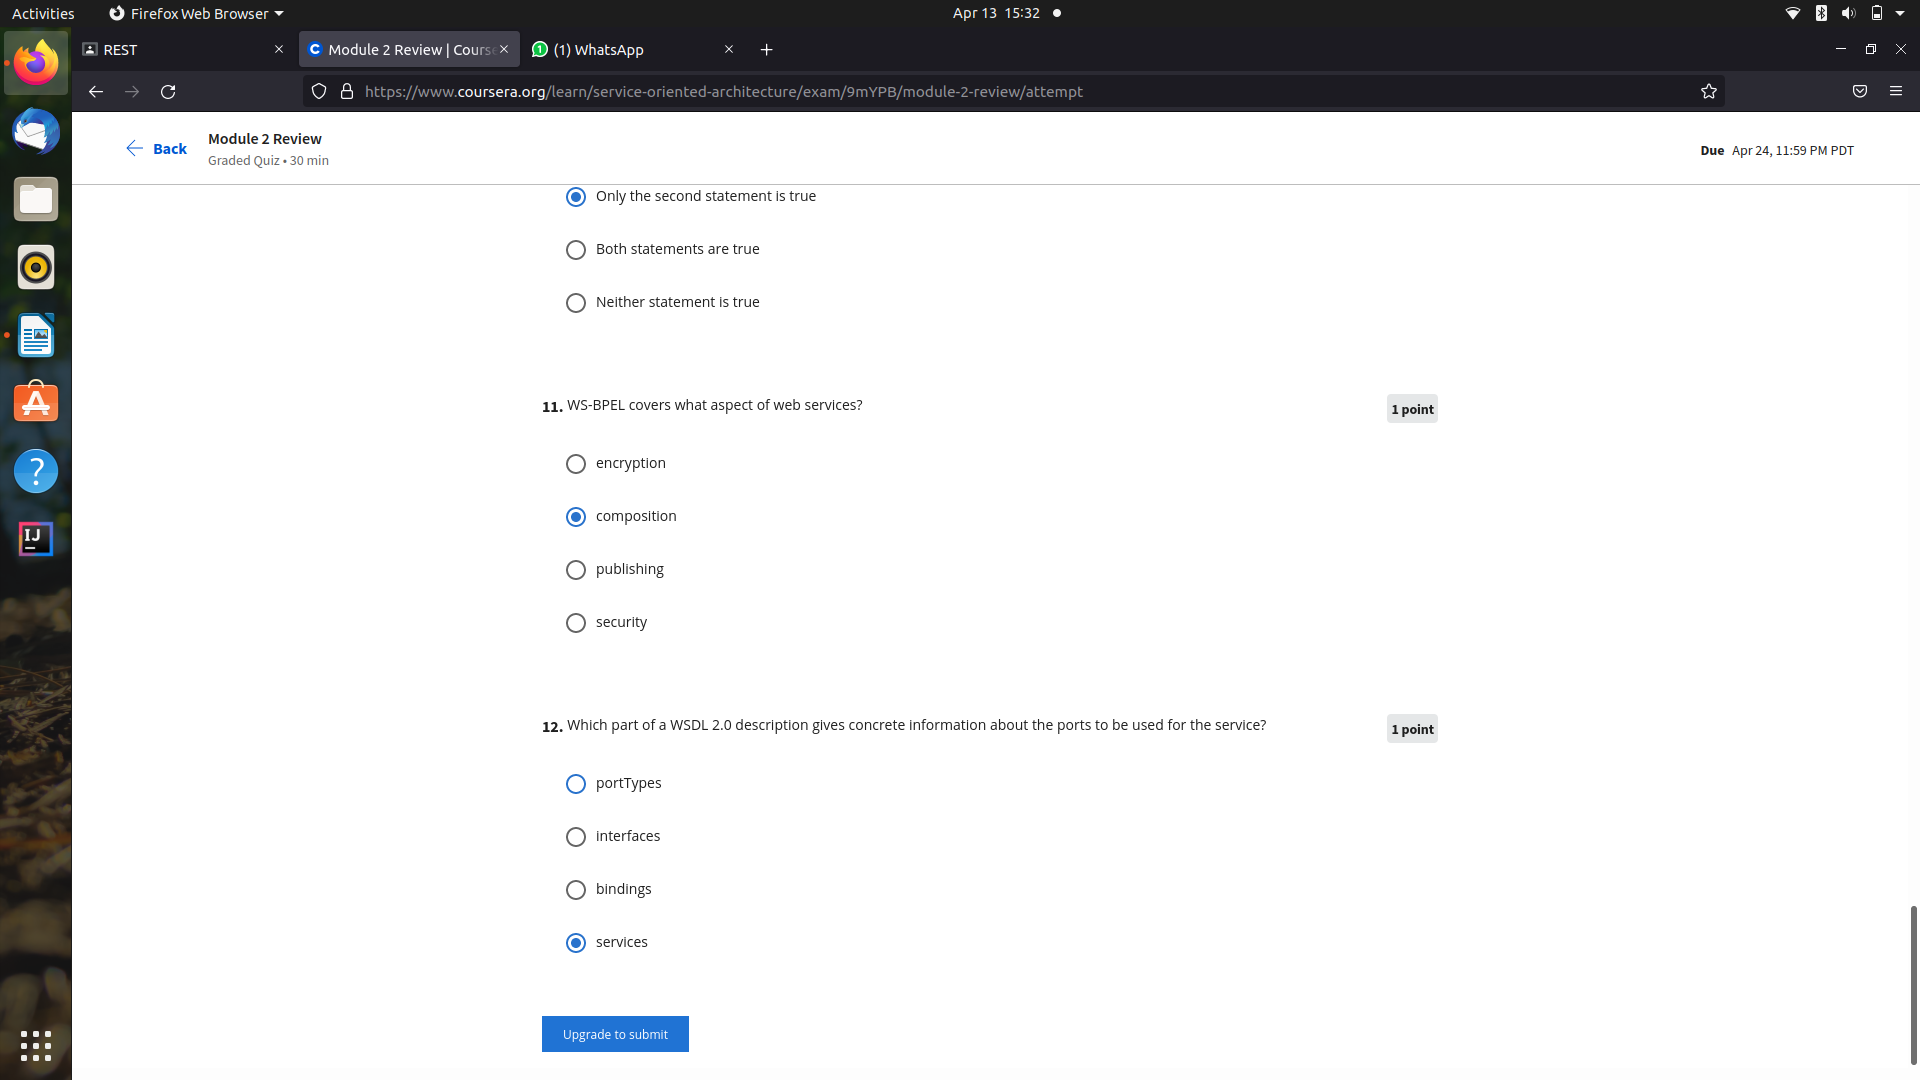 Activities
Firefox Web Browser
Apr 13 15:32
REST
Module 2 Review | Course
(1) WhatsApp
https://www.coursera.org/learn/service-oriented-architecture/exam/9mYPB/module-2-review/attempt
Back
Module 2 Review
Graded Quiz • 30 min
Due Apr 24, 11:59 PM PDT
Only the second statement is true
Both statements are true
Neither statement is true
11. WS-BPEL covers what aspect of web services?
1 point
encryption
composition
publishing
security
12. Which part of a WSDL 2.0 description gives concrete information about the ports to be used for the service?
1 point
portTypes
interfaces
bindings
services
Upgrade to submit